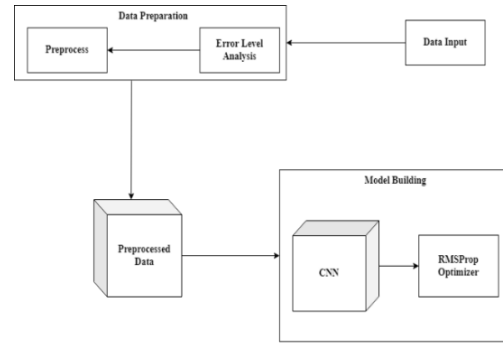 Data Preparation
Preprocess
Error Level
Analysis
Data Input
Preprocessed
Data
Model Building
CNN
RMSProp
Optimizer